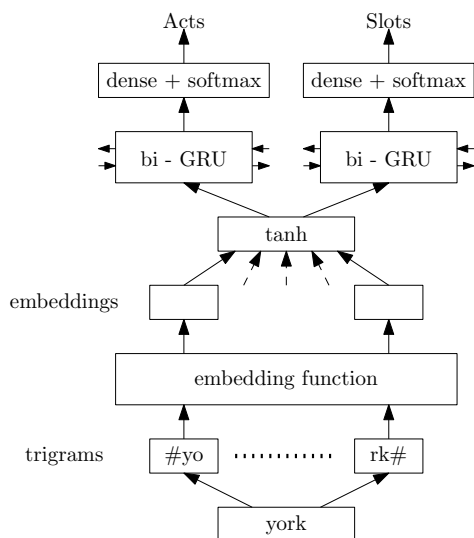 Acts Slots
dense + softmax dense + softmax
bi - GRU bi - GRU
tanh
embeddings
embedding function
trigrams #yo rk#
york